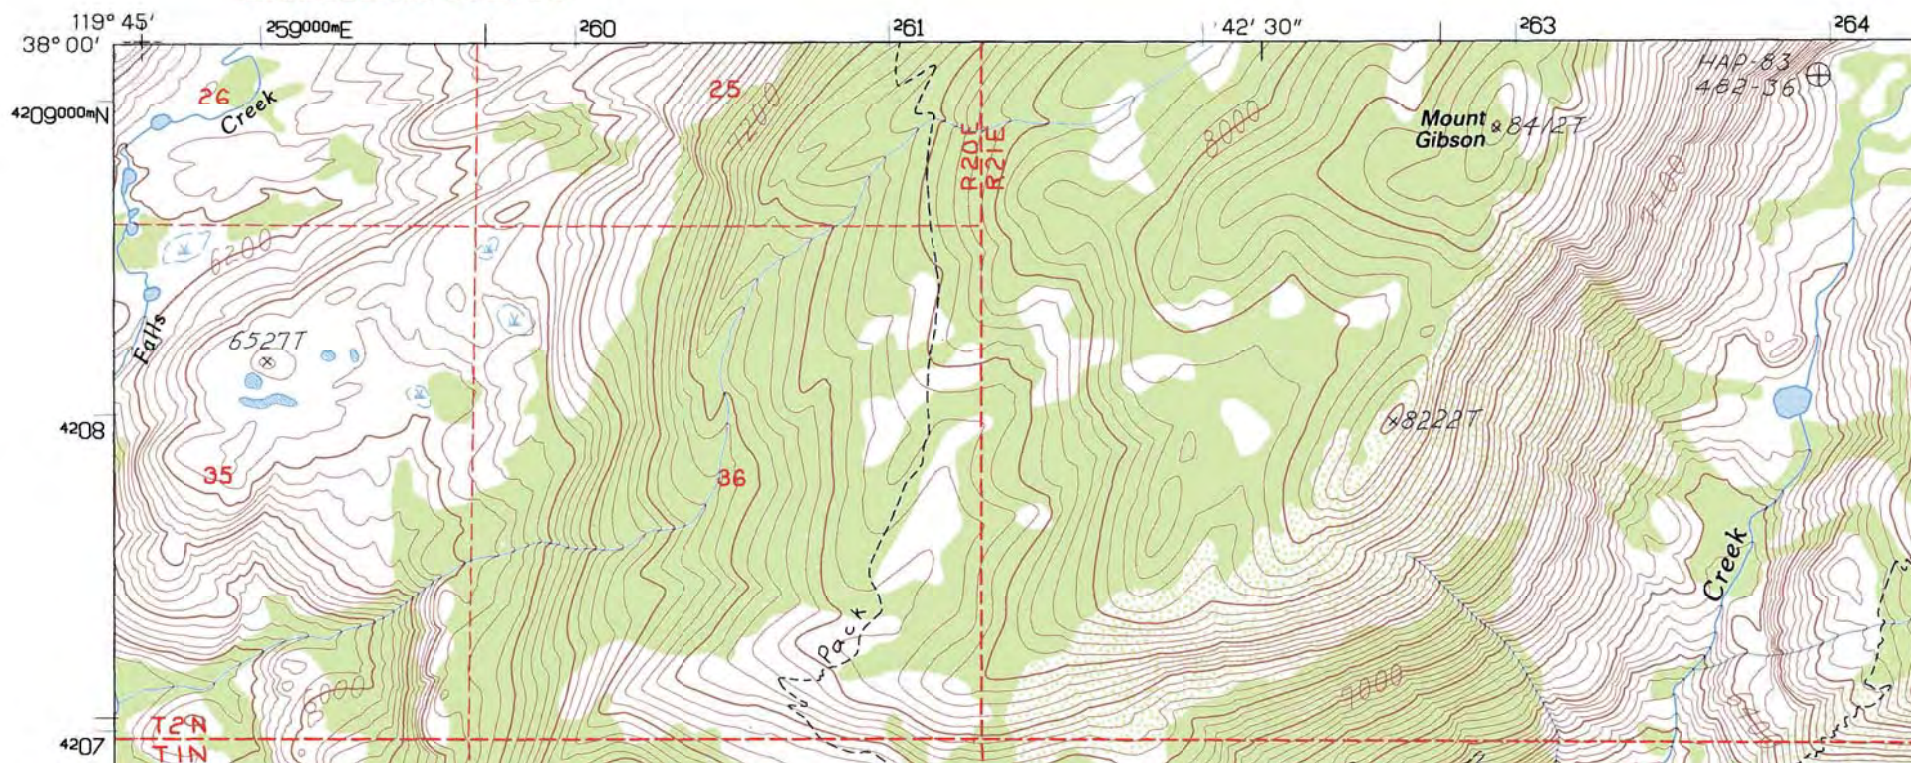 119° 45'
²59⁰⁰⁰ᵐE
²60
²61
42' 30"
²63
²64
38° 00'
⁴²09⁰⁰⁰ᵐN
26
Creek
25
7200
R20E
R21E
8000
Mount
Gibson
8412T
HAP-83
462-36
7400
6200
Falls
6527T
⁴²08
35
36
8222T
Creek
Pack
6000
7000
T2N
T1N
⁴²07